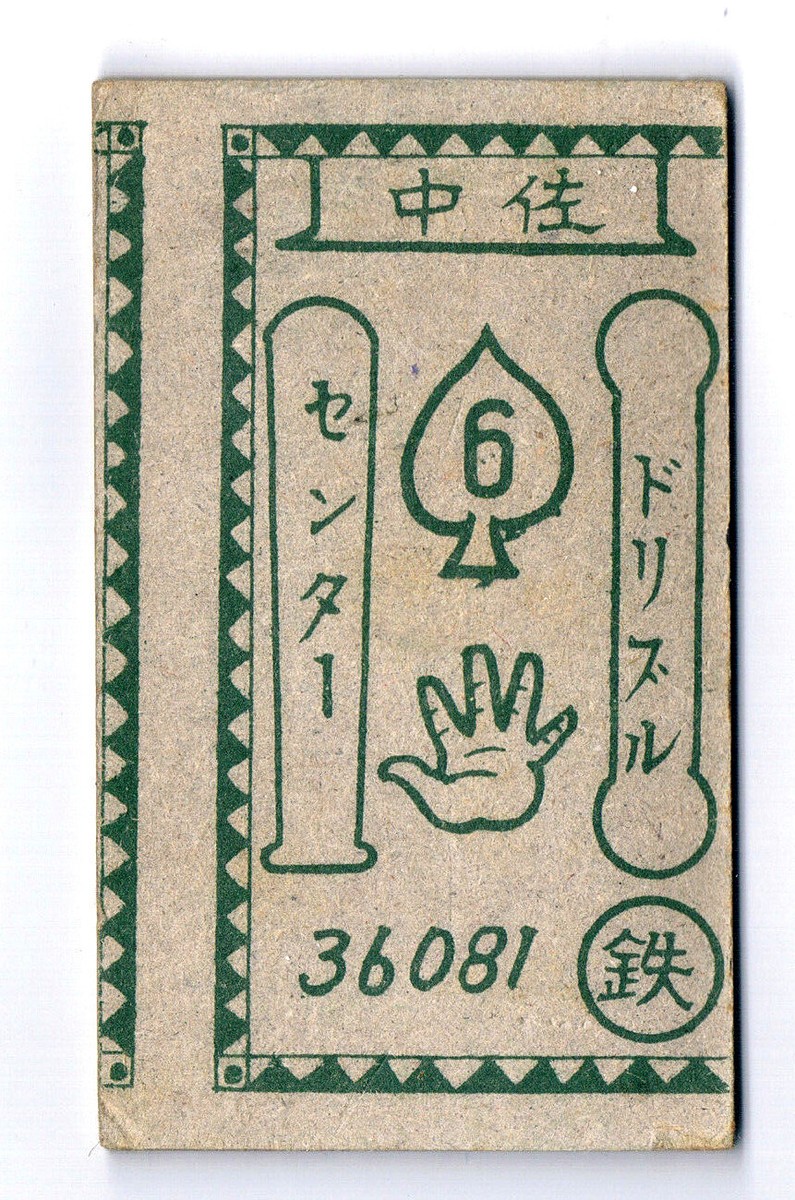 中佐
センター
6
ドリズル
36081
鉄